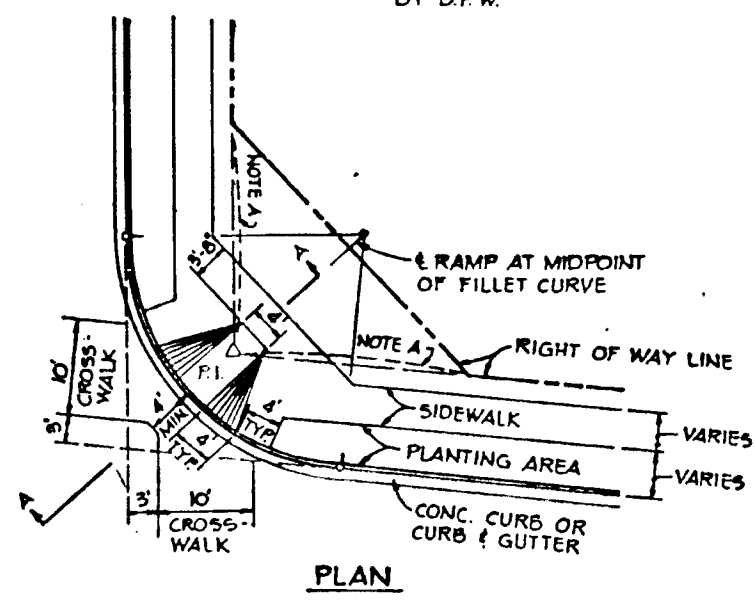 BY D.P.W.
NOTE A
3'-8"
A
4'
℄ RAMP AT MIDPOINT
OF FILLET CURVE
NOTE A
RIGHT OF WAY LINE
P.I.
10'
CROSS-
WALK
3'
4'
MIN
TYP.
4'
4'
TYP.
SIDEWALK
VARIES
PLANTING AREA
VARIES
A
3'
10'
CROSS-
WALK
CONC. CURB OR
CURB & GUTTER
PLAN